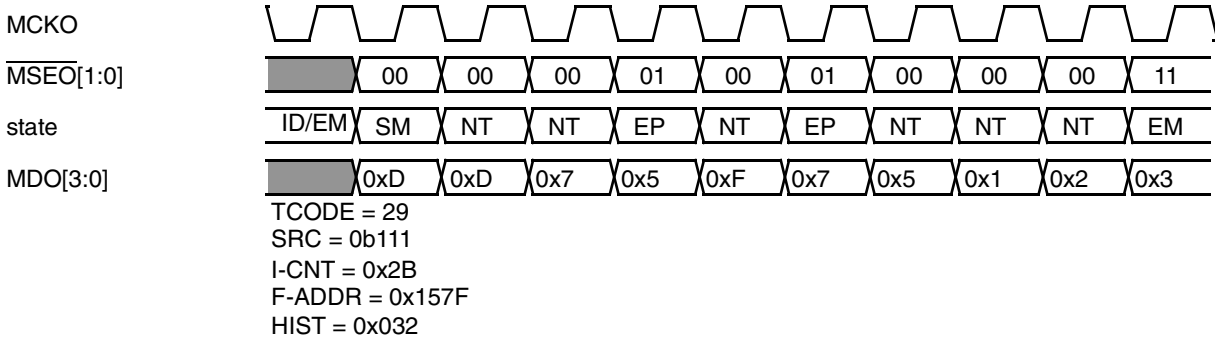 MCKO
MSEO[1:0] 00 00 00 01 00 01 00 00 00 11
state ID/EM SM NT NT EP NT EP NT NT NT EM
MDO[3:0] 0xD 0xD 0x7 0x5 0xF 0x7 0x5 0x1 0x2 0x3
TCODE = 29
SRC = 0b111
I-CNT = 0x2B
F-ADDR = 0x157F
HIST = 0x032